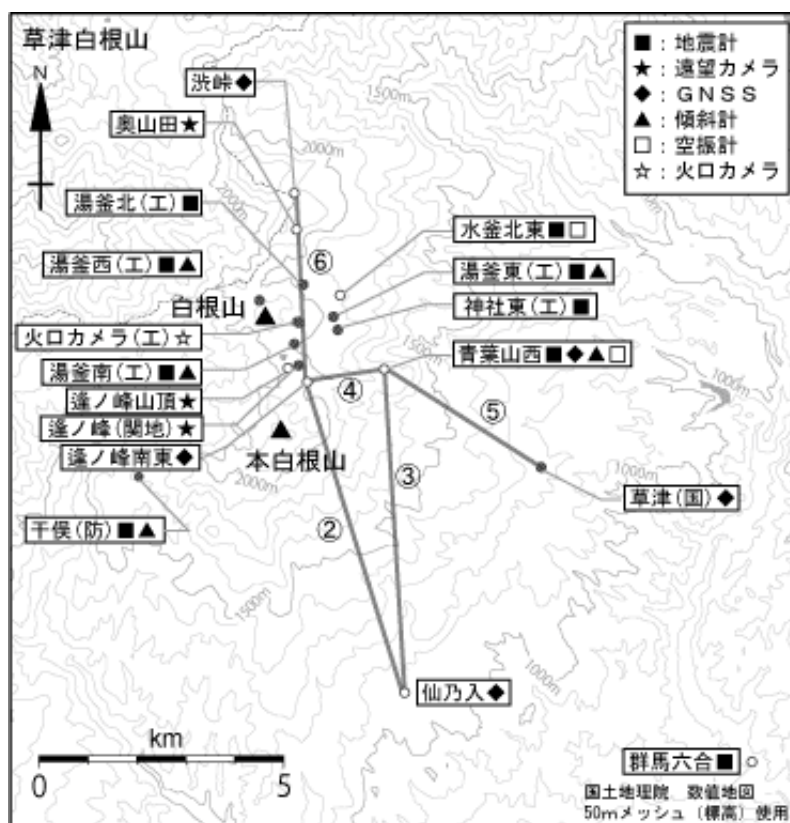 草津白根山
N
■：地震計
★：遠望カメラ
◆：ＧＮＳＳ
▲：傾斜計
□：空振計
☆：火口カメラ
渋峠◆
奥山田★
湯釜北(工)■
湯釜西(工)■▲
白根山
火口カメラ(工)☆
湯釜南(工)■▲
逢ノ峰山頂★
逢ノ峰(関地)★
逢ノ峰南東◆
本白根山
干俣(防)■▲
水釜北東■□
湯釜東(工)■▲
神社東(工)■
青葉山西■◆▲□
草津(国)◆
仙乃入◆
群馬六合■
⑥
④
⑤
③
②
1500m
2000m
2000m
1500m
1000m
1000m
2000m
1500m
1000m
km
0 5
国土地理院　数値地図
50mメッシュ（標高）使用